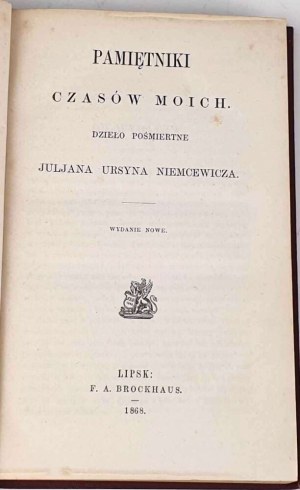 PAMIĘTNIKI
CZASÓW MOICH.
DZIEŁO POŚMIERTNE
JULJANA URSYNA NIEMCEWICZA.
WYDANIE NOWE.
LIPSK:
F. A. BROCKHAUS.
—
1868.